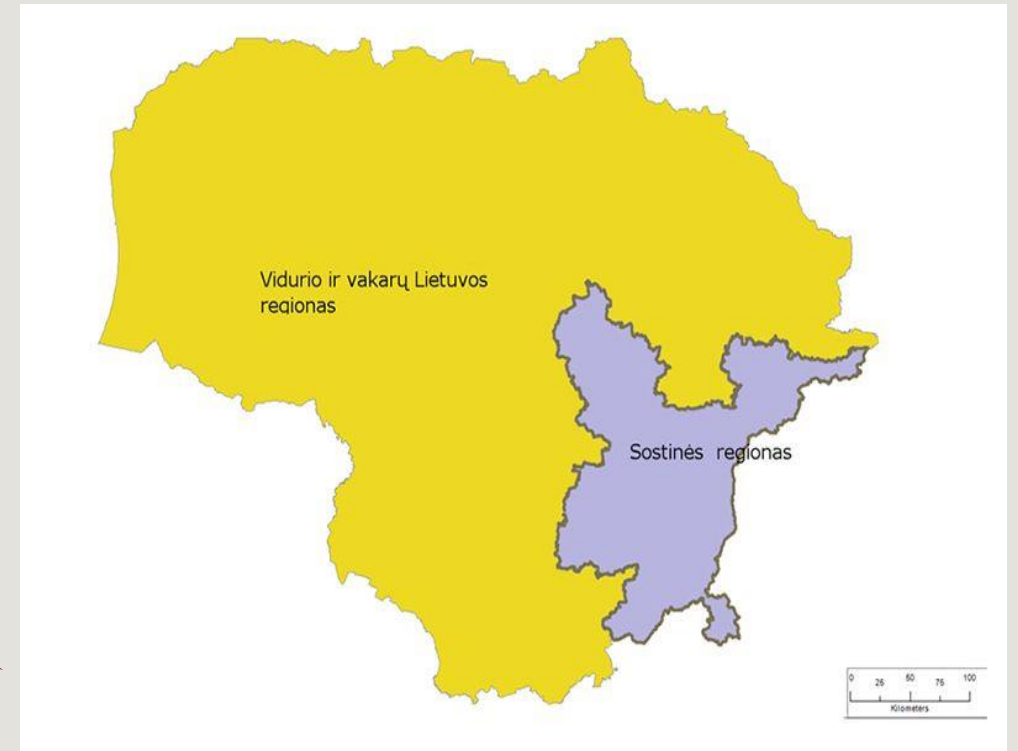 Vidurio ir vakarų Lietuvos
regionas
Sostinės regionas
0 25 50 75 100
Kilometers